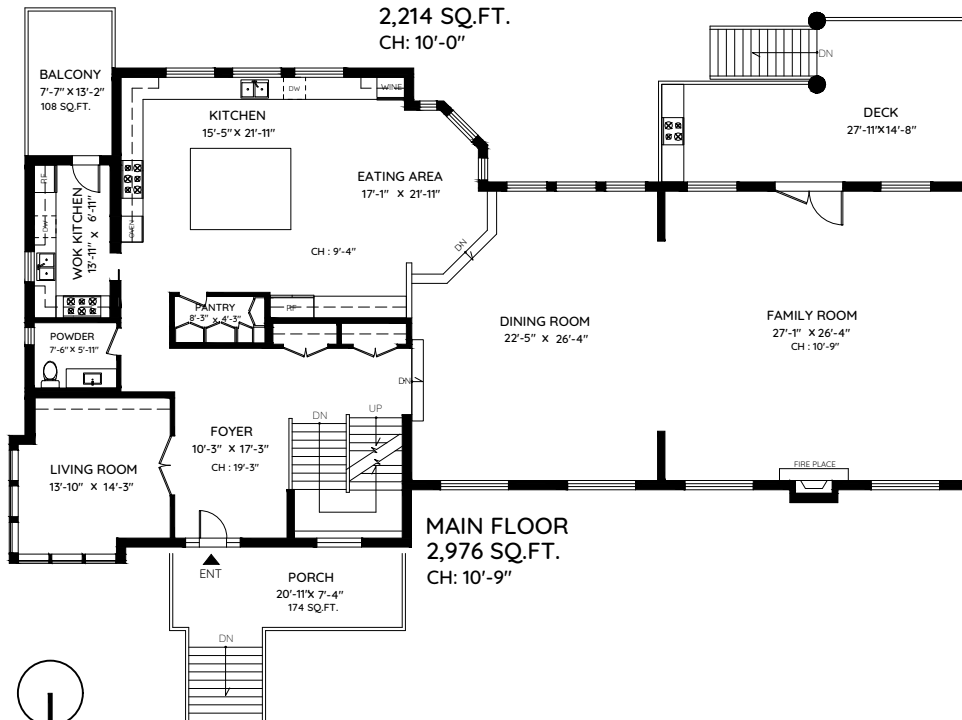 2,214 SQ.FT.
CH: 10'-0"
DN
BALCONY
7'-7" x 13'-2"
108 SQ.FT.
DW
WINE
KITCHEN
15'-5" x 21'-11"
DECK
27'-11" x 14'-8"
RF
EATING AREA
17'-1" x 21'-11"
WOK KITCHEN
13'-11" x 6'-11"
DW
OVEN
DN
CH : 9'-4"
PANTRY
8'-3" x 4'-3"
RF
DINING ROOM
22'-5" x 26'-4"
FAMILY ROOM
27'-1" x 26'-4"
CH : 10'-9"
POWDER
7'-6" x 5'-11"
DN
DN
UP
FOYER
10'-3" x 17'-3"
CH : 19'-3"
LIVING ROOM
13'-10" x 14'-3"
FIRE PLACE
MAIN FLOOR
2,976 SQ.FT.
CH: 10'-9"
ENT
PORCH
20'-11" x 7'-4"
174 SQ.FT.
DN